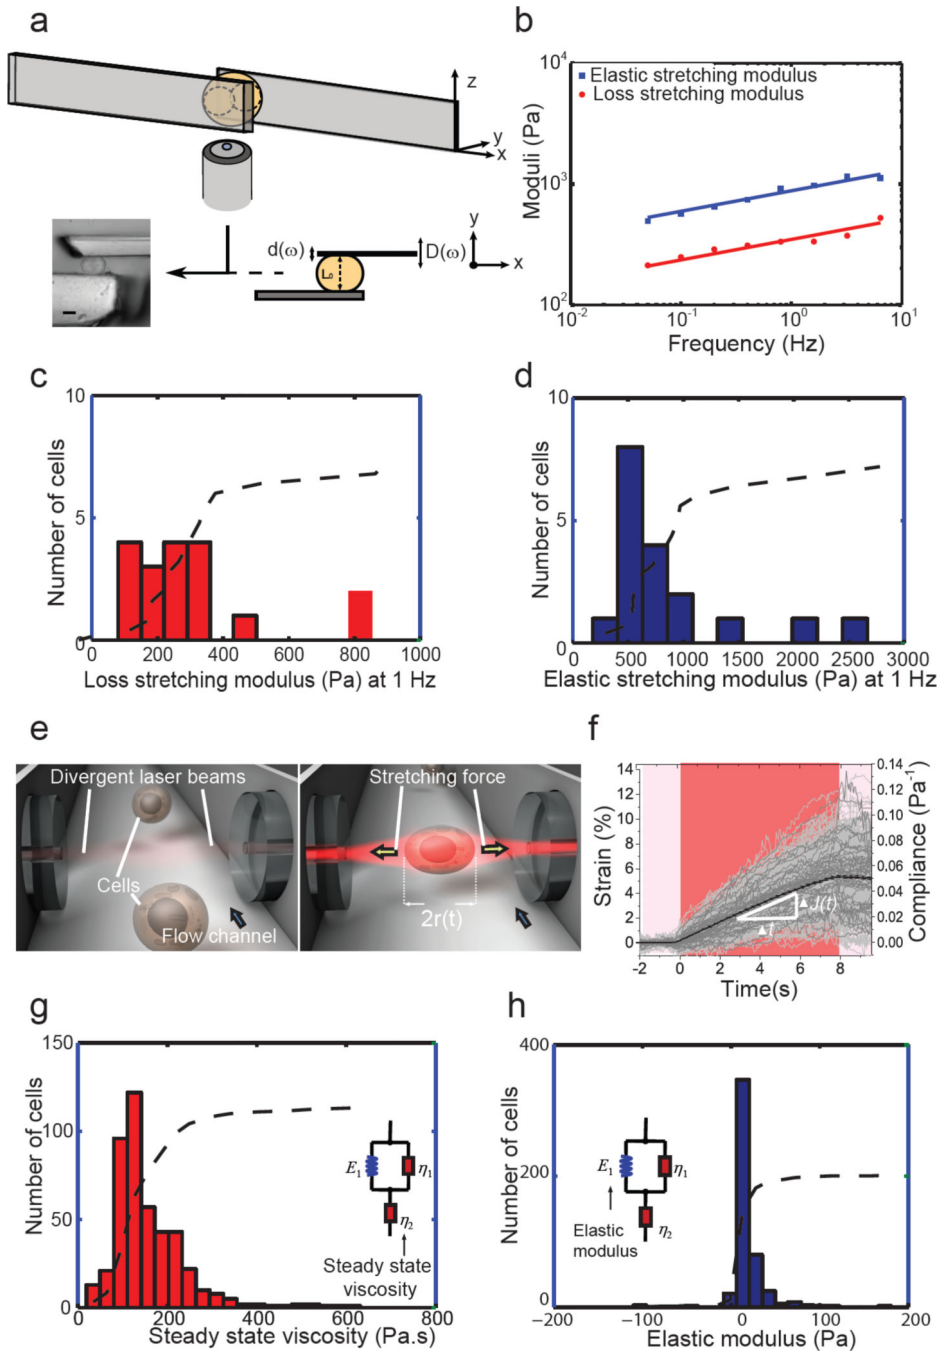 a
z
y
x
d(ω)
L₀
D(ω)
y
x
b
10⁴
Elastic stretching modulus
Loss stretching modulus
Moduli (Pa)
10³
10²
10⁻² 10⁻¹ 10⁰ 10¹
Frequency (Hz)
c
10
5
0
Number of cells
0 200 400 600 800 1000
Loss stretching modulus (Pa) at 1 Hz
d
10
5
0
Number of cells
0 500 1000 1500 2000 2500 3000
Elastic stretching modulus (Pa) at 1 Hz
e
Divergent laser beams
Cells
Flow channel
Stretching force
2r(t)
f
14
12
10
8
6
4
2
0
Strain (%)
0.14
0.12
0.10
0.08
0.06
0.04
0.02
0.00
Compliance (Pa⁻¹)
▲J(t)
▲t
-2 0 2 4 6 8
Time(s)
g
150
100
50
0
Number of cells
E₁
η₁
η₂
Steady state
viscosity
0 200 400 600 800
Steady state viscosity (Pa.s)
h
400
300
200
0
Number of cells
E₁
η₁
η₂
Elastic
modulus
−200 −100 0 100 200
Elastic modulus (Pa)